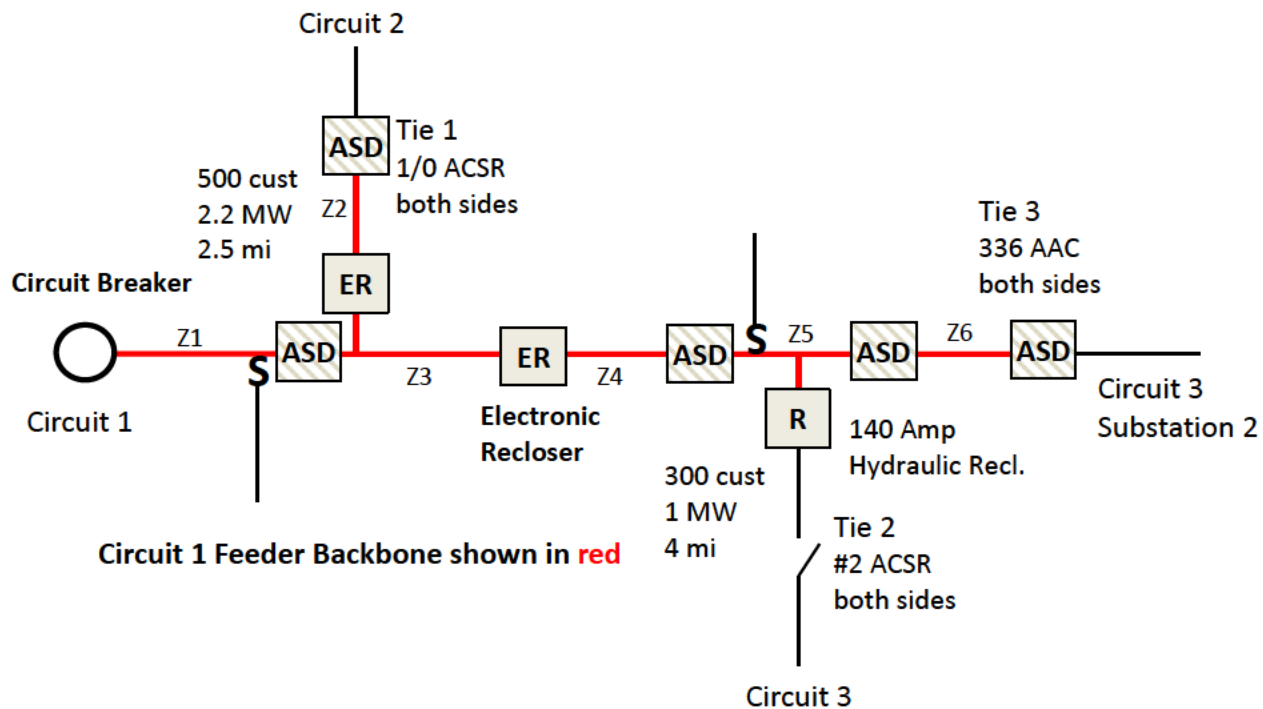 Circuit 2
ASD
Tie 1
1/0 ACSR
both sides
500 cust
2.2 MW
2.5 mi
Z2
ER
Circuit Breaker
Z1
S
ASD
Circuit 1
Z3
ER
Electronic
Recloser
Z4
ASD
S
Z5
ASD
Z6
ASD
Tie 3
336 AAC
both sides
Circuit 3
Substation 2
R
140 Amp
Hydraulic Recl.
300 cust
1 MW
4 mi
Tie 2
#2 ACSR
both sides
Circuit 3
Circuit 1 Feeder Backbone shown in red